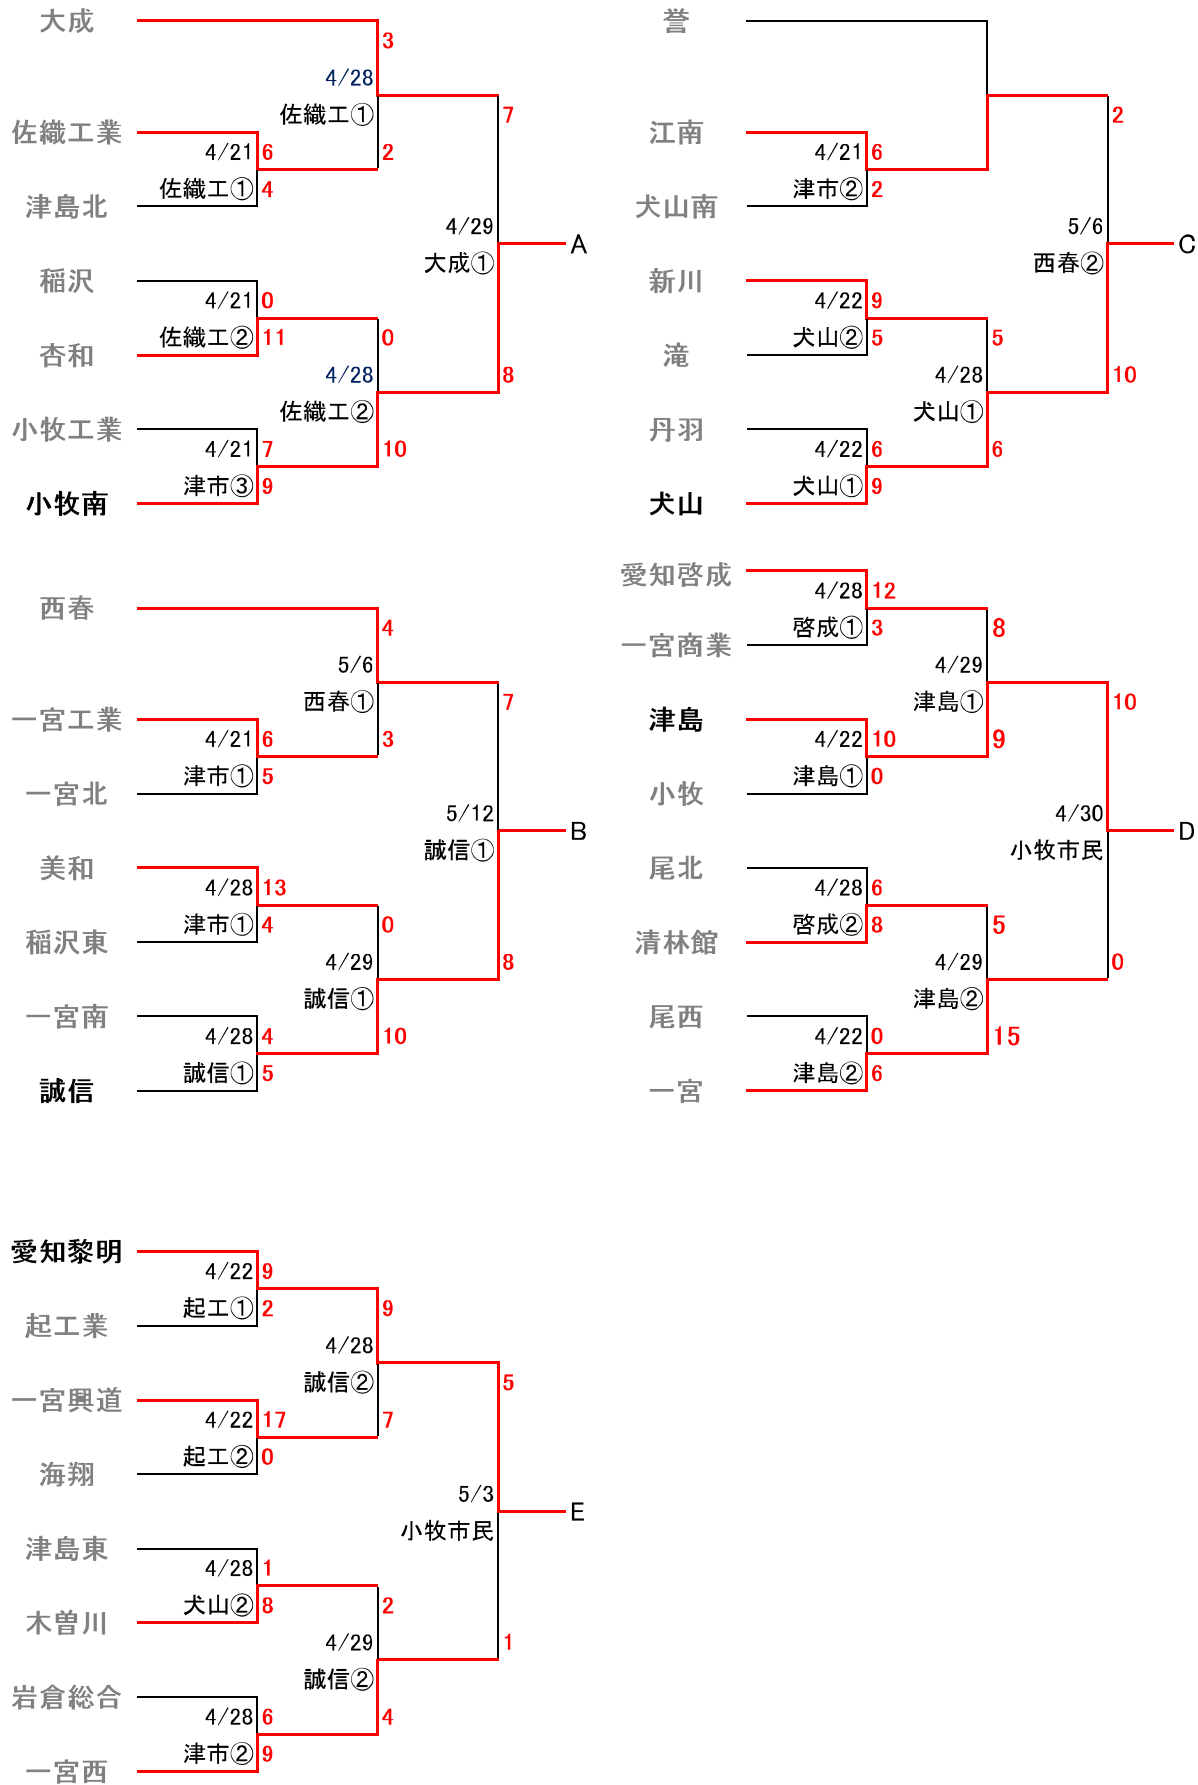 大成
3
4/28
佐織工①
7
佐織工業
4/21 6
佐織工① 4
2
津島北
4/29
大成①
A
稲沢
4/21 0
佐織工② 11
0
杏和
4/28
佐織工②
8
小牧工業
4/21 7
津市③ 9
10
小牧南
誉
2
江南
4/21 6
津市② 2
犬山南
5/6
西春②
C
新川
4/22 9
犬山② 5
5
滝
4/28
犬山①
10
丹羽
4/22 6
犬山① 9
6
犬山
西春
4
5/6
西春①
7
一宮工業
4/21 6
津市① 5
3
一宮北
5/12
誠信①
B
美和
4/28 13
津市① 4
0
稲沢東
4/29
誠信①
8
一宮南
4/28 4
誠信① 5
10
誠信
愛知啓成
4/28 12
啓成① 3
8
一宮商業
4/29
津島①
10
津島
4/22 10
津島① 0
9
小牧
4/30
小牧市民
D
尾北
4/28 6
啓成② 8
5
清林館
4/29
津島②
0
尾西
4/22 0
津島② 6
15
一宮
愛知黎明
4/22 9
起工① 2
9
起工業
4/28
誠信②
5
一宮興道
4/22 17
起工② 0
7
海翔
5/3
小牧市民
E
津島東
4/28 1
犬山② 8
2
木曽川
4/29
誠信②
1
岩倉総合
4/28 6
津市② 9
4
一宮西